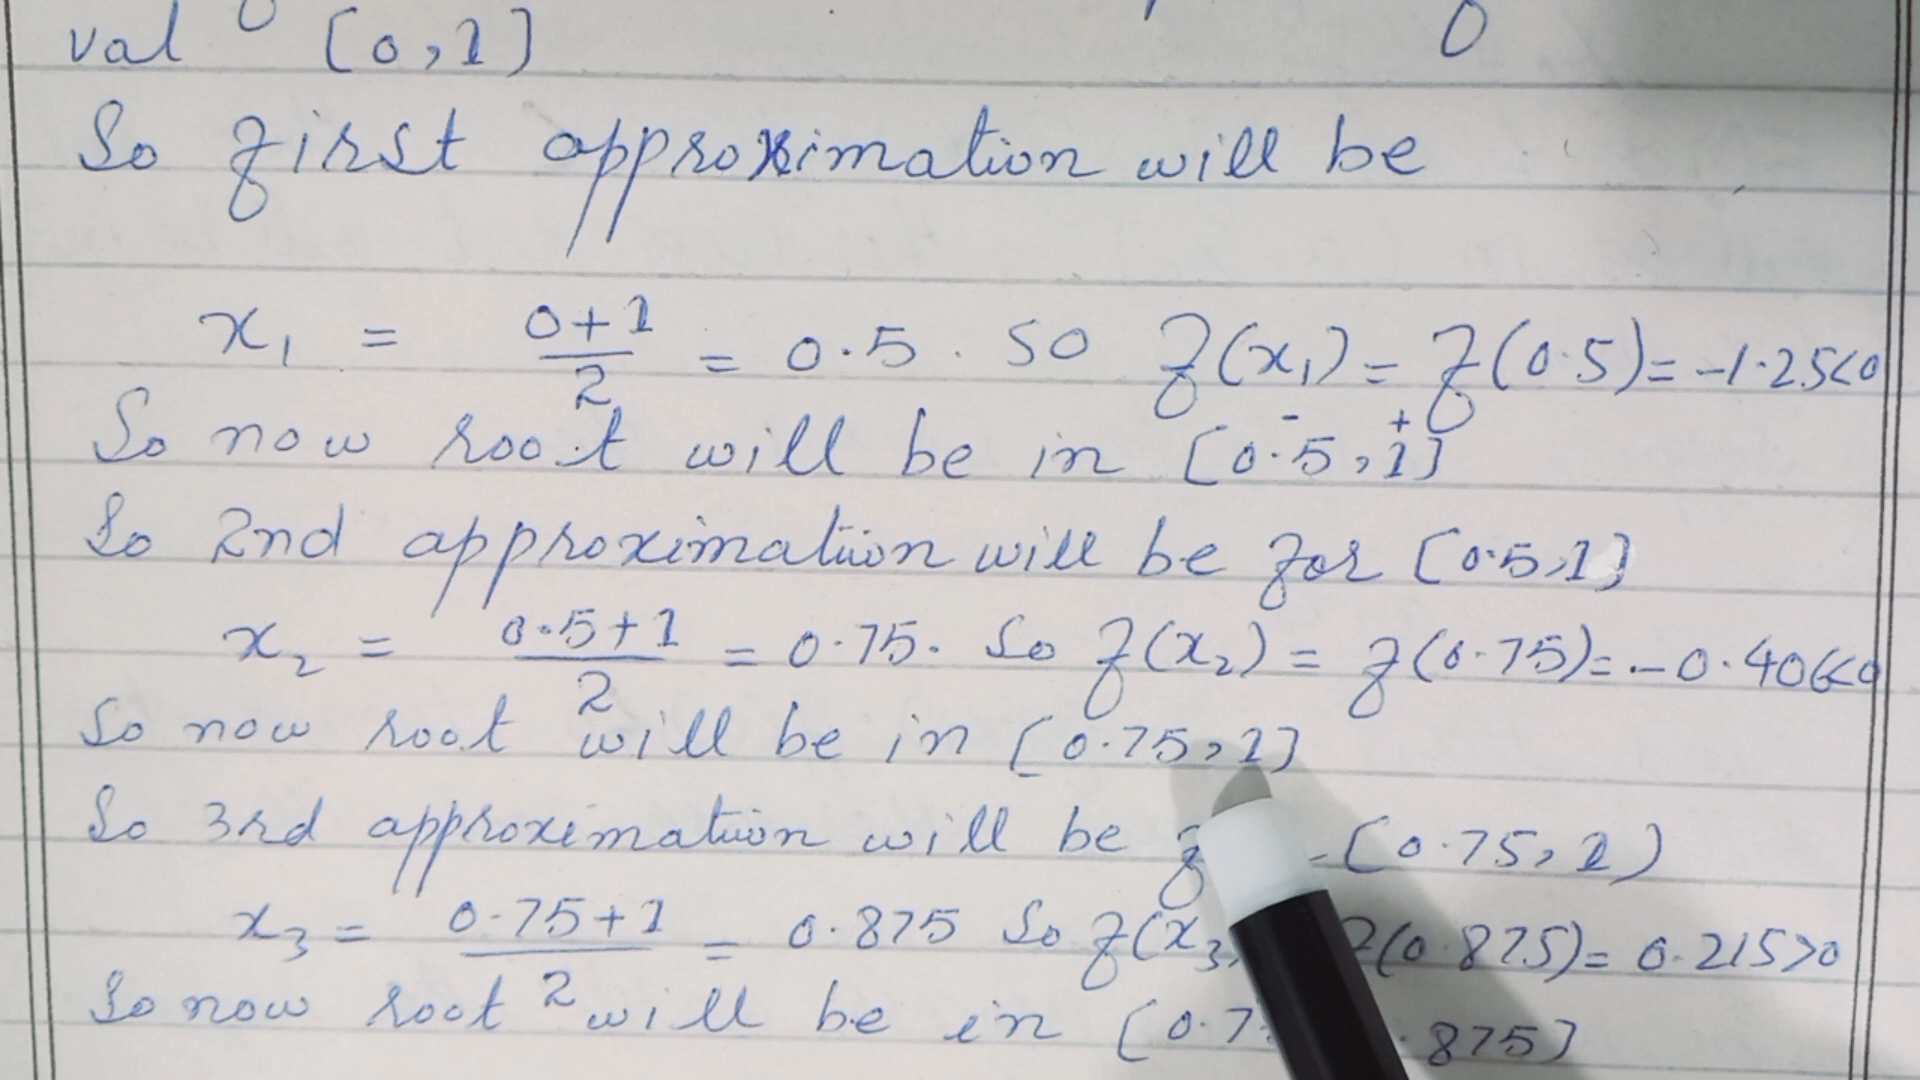 val [0,1]
So first approximation will be
x₁ = (0+1)/2 = 0.5. SO f(x₁) = f(0.5) = -1.25<0
So now root will be in [0.5,1]
- +
So 2nd approximation will be for [0.5,1]
x₂ = (0.5+1)/2 = 0.75. So f(x₂) = f(0.75) = -0.406<0
So now root will be in [0.75,1]
So 3rd approximation will be [0.75,1)
x₃ = (0.75+1)/2 = 0.875 So f(x₃ (0.875) = 0.215>0
So now root will be in [0.7 .875]